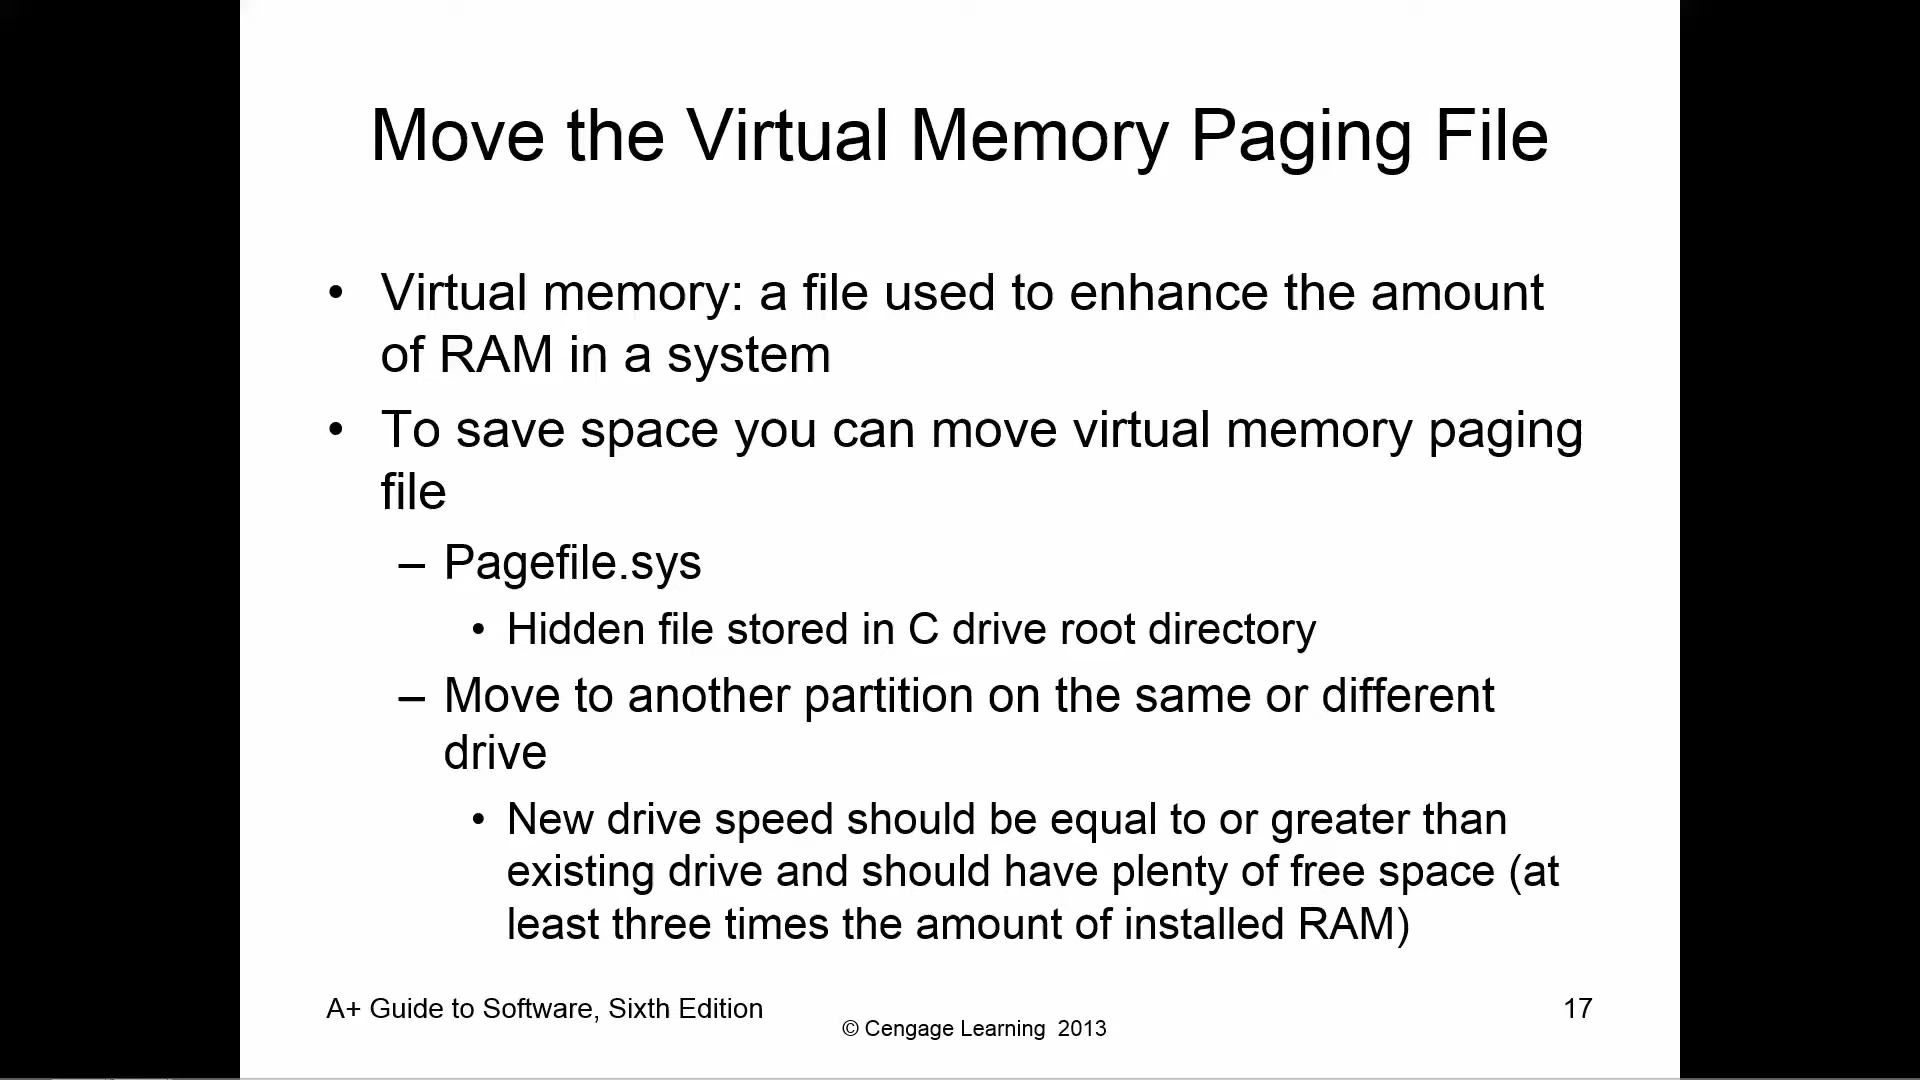 Move the Virtual Memory Paging File
• Virtual memory: a file used to enhance the amount
of RAM in a system
• To save space you can move virtual memory paging
file
– Pagefile.sys
• Hidden file stored in C drive root directory
– Move to another partition on the same or different
drive
• New drive speed should be equal to or greater than
existing drive and should have plenty of free space (at
least three times the amount of installed RAM)
A+ Guide to Software, Sixth Edition
© Cengage Learning 2013
17